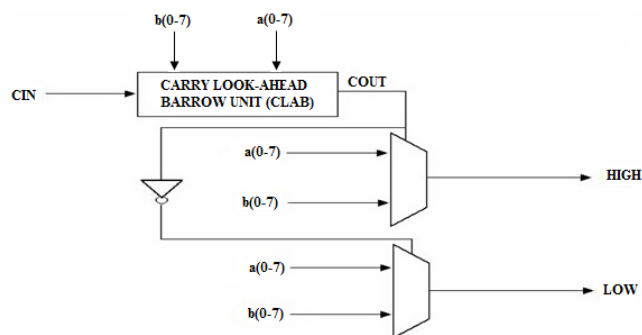 b(0-7)
a(0-7)
CIN
CARRY LOOK-AHEAD
BARROW UNIT (CLAB)
COUT
a(0-7)
b(0-7)
HIGH
a(0-7)
b(0-7)
LOW